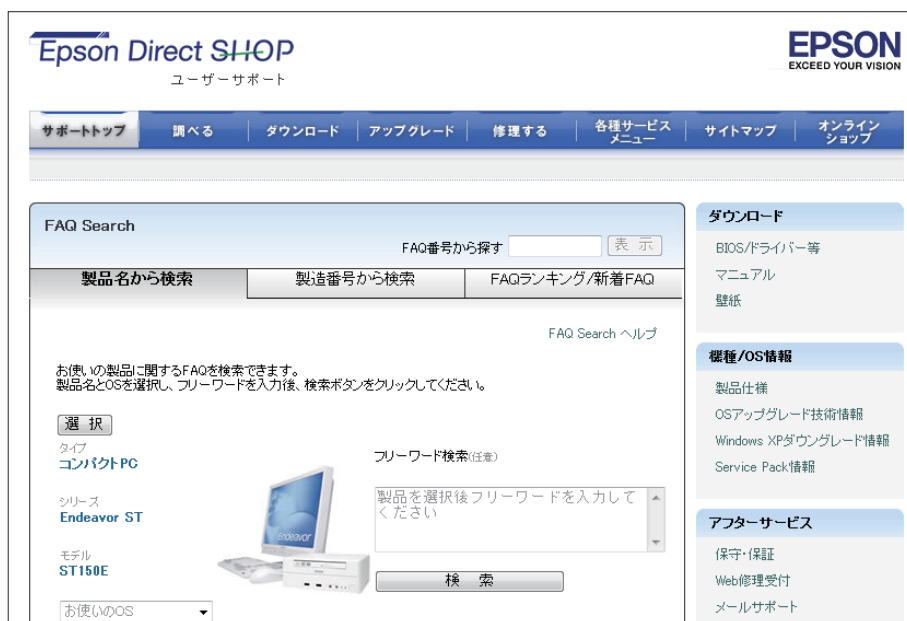 Epson Direct SHOP
ユーザーサポート
EPSON
EXCEED YOUR VISION
サポートトップ
調べる
ダウンロード
アップグレード
修理する
各種サービス
メニュー
サイトマップ
オンライン
ショップ
FAQ Search
FAQ番号から探す
表 示
製品名から検索
製造番号から検索
FAQランキング/新着FAQ
FAQ Search ヘルプ
お使いの製品に関するFAQを検索できます。
製品名とOSを選択し、フリーワードを入力後、検索ボタンをクリックしてください。
選 択
タイプ
コンパクトPC
シリーズ
Endeavor ST
モデル
ST150E
お使いのOS
endeavor
フリーワード検索(任意)
製品を選択後フリーワードを入力して
ください
検 索
ダウンロード
BIOS/ドライバー等
マニュアル
壁紙
機種/OS情報
製品仕様
OSアップグレード技術情報
Windows XPダウングレード情報
Service Pack情報
アフターサービス
保守・保証
Web修理受付
メールサポート